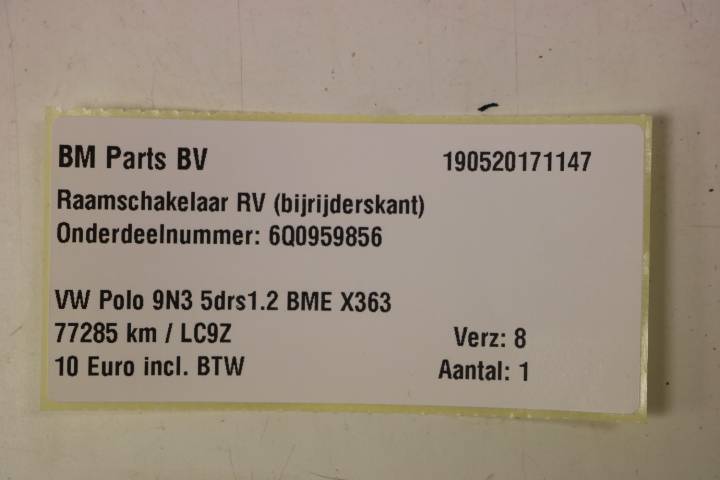 BM Parts BV 190520171147
Raamschakelaar RV (bijrijderskant)
Onderdeelnummer: 6Q0959856
VW Polo 9N3 5drs1.2 BME X363
77285 km / LC9Z Verz: 8
10 Euro incl. BTW Aantal: 1